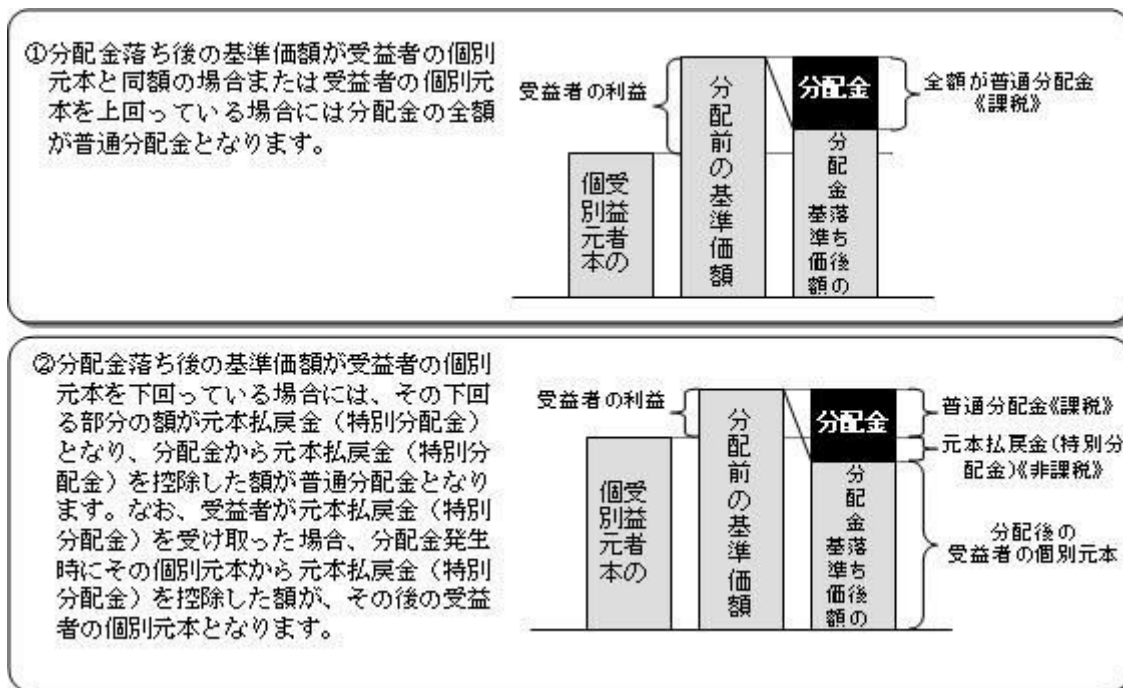 ①分配金落ち後の基準価額が受益者の個別
元本と同額の場合または受益者の個別元
本を上回っている場合には分配金の全額
が普通分配金となります。
受益者の利益
受益者の
個別元本
分配前の基準価額
分配金
分配金落ち後の
基準価額
全額が普通分配金
《課税》
②分配金落ち後の基準価額が受益者の個別
元本を下回っている場合には、その下回
る部分の額が元本払戻金（特別分配金）
となり、分配金から元本払戻金（特別分
配金）を控除した額が普通分配金となり
ます。なお、受益者が元本払戻金（特別
分配金）を受け取った場合、分配金発生
時にその個別元本から元本払戻金（特別
分配金）を控除した額が、その後の受益
者の個別元本となります。
受益者の利益
受益者の
個別元本
分配前の基準価額
分配金
分配金落ち後の
基準価額
普通分配金《課税》
元本払戻金(特別分
配金)《非課税》
分配後の
受益者の個別元本